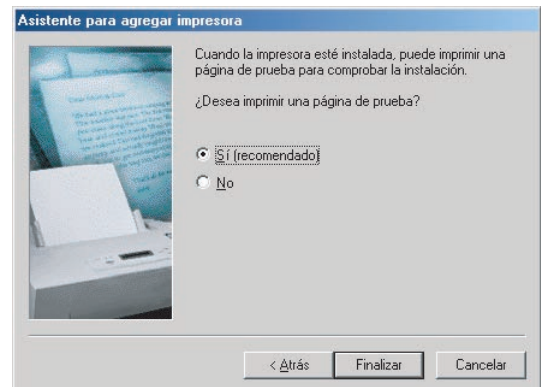 Asistente para agregar impresora
Cuando la impresora esté instalada, puede imprimir una
página de prueba para comprobar la instalación.
¿Desea imprimir una página de prueba?
Sí (recomendado)
No
< Atrás
Finalizar
Cancelar